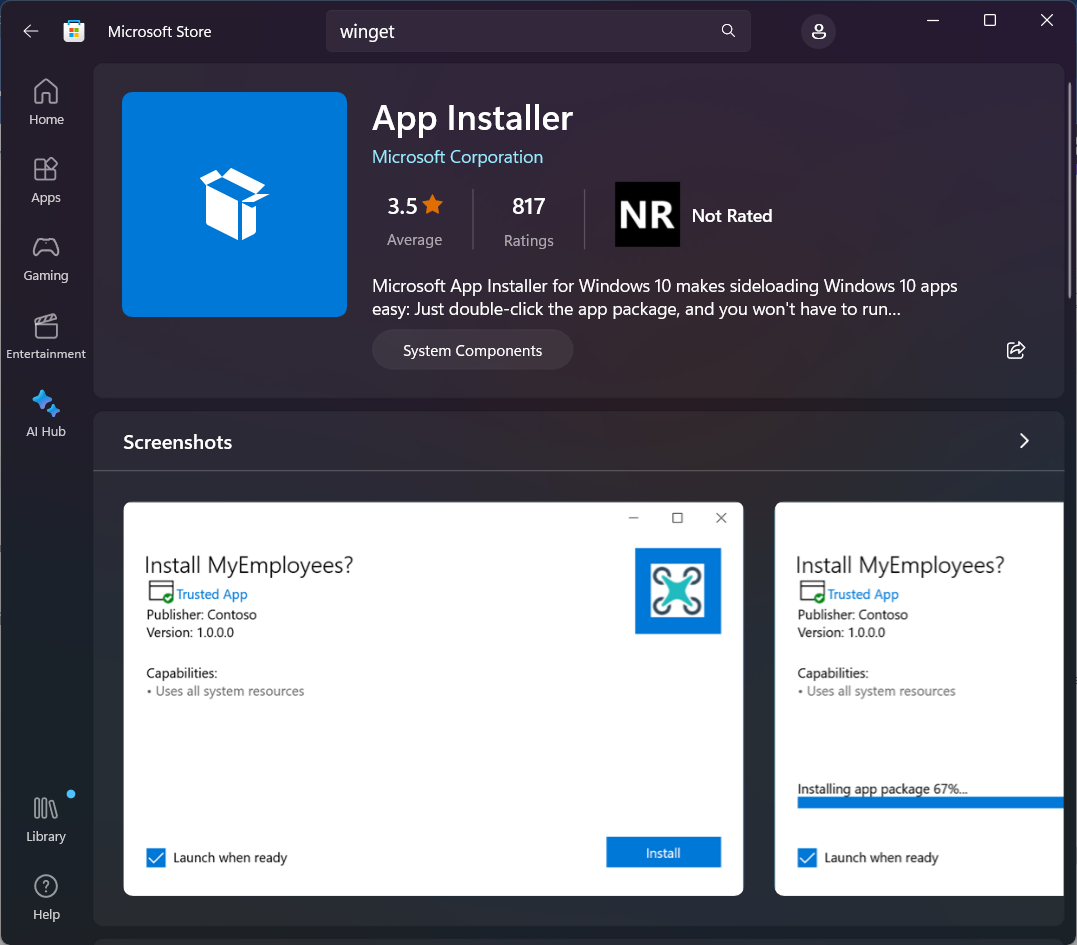 Microsoft Store
winget
Home
Apps
Gaming
Entertainment
AI Hub
Library
Help
App Installer
Microsoft Corporation
3.5
Average
817
Ratings
NR
Not Rated
Microsoft App Installer for Windows 10 makes sideloading Windows 10 apps
easy: Just double-click the app package, and you won't have to run...
System Components
Screenshots
Install MyEmployees?
Trusted App
Publisher: Contoso
Version: 1.0.0.0
Capabilities:
• Uses all system resources
Launch when ready
Install
Install MyEmployees?
Trusted App
Publisher: Contoso
Version: 1.0.0.0
Capabilities:
• Uses all system resources
Installing app package 67%...
Launch when ready